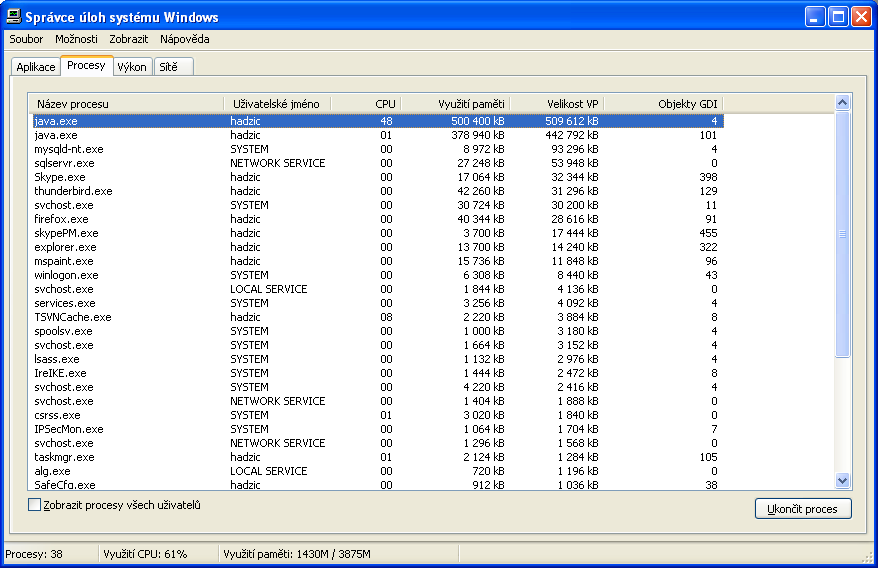 Správce úloh systému Windows
Soubor Možnosti Zobrazit Nápověda
Aplikace Procesy Výkon Sítě
Název procesu Uživatelské jméno CPU Využití paměti Velikost VP Objekty GDI
java.exe hadzic 48 500 400 kB 509 612 kB 4
java.exe hadzic 01 378 940 kB 442 792 kB 101
mysqld-nt.exe SYSTEM 00 8 972 kB 93 296 kB 4
sqlservr.exe NETWORK SERVICE 00 27 248 kB 53 948 kB 0
Skype.exe hadzic 00 17 064 kB 32 344 kB 398
thunderbird.exe hadzic 00 42 260 kB 31 296 kB 129
svchost.exe SYSTEM 00 30 724 kB 30 200 kB 11
firefox.exe hadzic 00 40 344 kB 28 616 kB 91
skypePM.exe hadzic 00 3 700 kB 17 444 kB 455
explorer.exe hadzic 00 13 700 kB 14 240 kB 322
mspaint.exe hadzic 00 15 736 kB 11 848 kB 96
winlogon.exe SYSTEM 00 6 308 kB 8 440 kB 43
svchost.exe LOCAL SERVICE 00 1 844 kB 4 136 kB 0
services.exe SYSTEM 00 3 256 kB 4 092 kB 4
TSVNCache.exe hadzic 08 2 220 kB 3 884 kB 8
spoolsv.exe SYSTEM 00 1 000 kB 3 180 kB 4
svchost.exe SYSTEM 00 1 664 kB 3 152 kB 4
lsass.exe SYSTEM 00 1 132 kB 2 976 kB 4
IreIKE.exe SYSTEM 00 1 444 kB 2 472 kB 8
svchost.exe SYSTEM 00 4 220 kB 2 416 kB 4
svchost.exe NETWORK SERVICE 00 1 404 kB 1 888 kB 0
csrss.exe SYSTEM 01 3 020 kB 1 840 kB 0
IPSecMon.exe SYSTEM 00 1 064 kB 1 704 kB 7
svchost.exe NETWORK SERVICE 00 1 296 kB 1 568 kB 0
taskmgr.exe hadzic 01 2 124 kB 1 284 kB 105
alg.exe LOCAL SERVICE 00 720 kB 1 196 kB 0
SafeCfg.exe hadzic 00 912 kB 1 036 kB 38
Zobrazit procesy všech uživatelů
Ukončit proces
Procesy: 38 Využití CPU: 61% Využití paměti: 1430M / 3875M